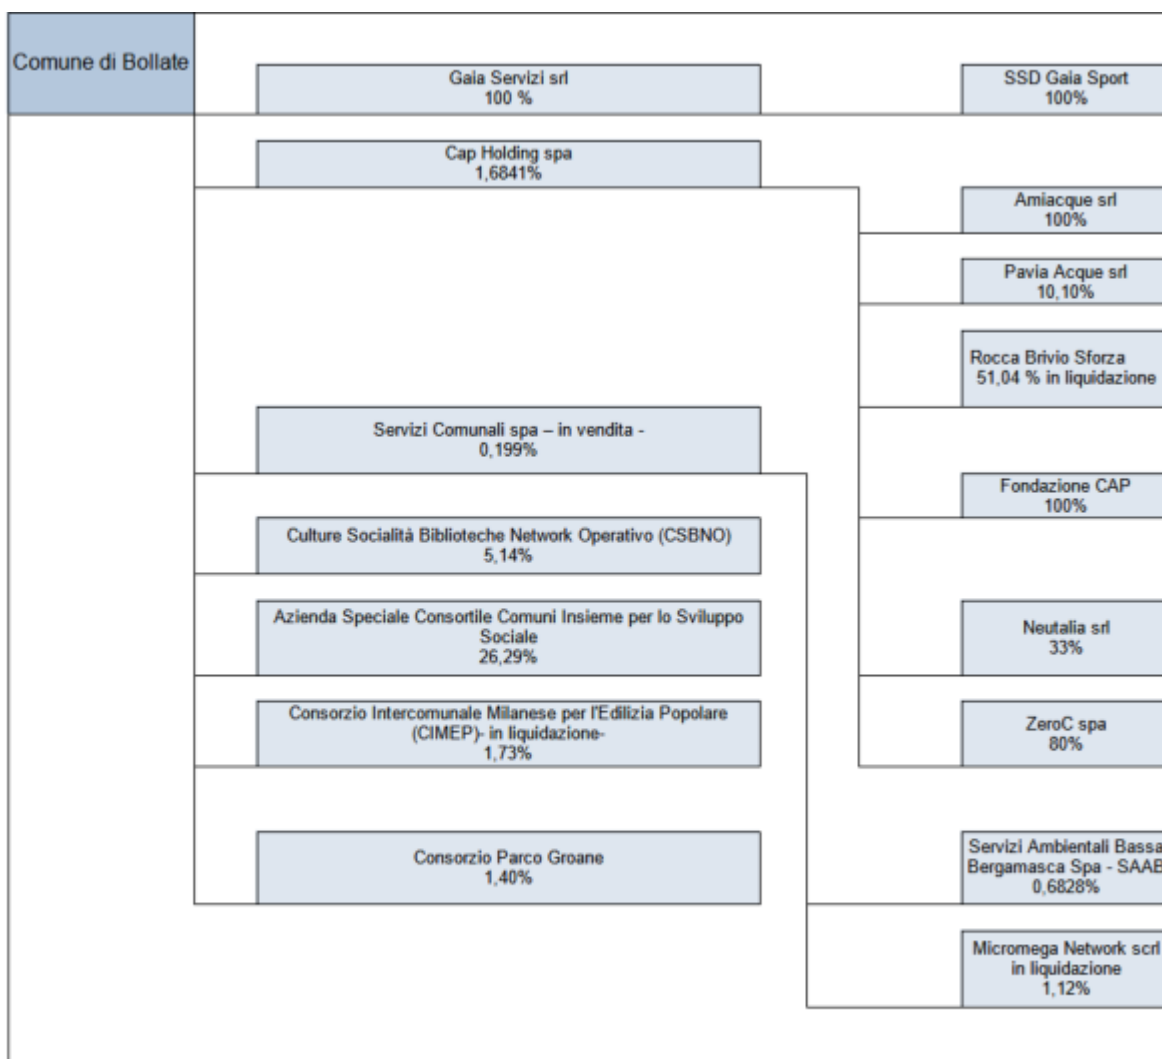 Comune di Bollate
Gaia Servizi srl
100 %
SSD Gaia Sport
100%
Cap Holding spa
1,6841%
Amiacque srl
100%
Pavia Acque srl
10,10%
Rocca Brivio Sforza
51,04 % in liquidazione
Servizi Comunali spa – in vendita -
0,199%
Fondazione CAP
100%
Culture Socialità Biblioteche Network Operativo (CSBNO)
5,14%
Azienda Speciale Consortile Comuni Insieme per lo Sviluppo
Sociale
26,29%
Neutalia srl
33%
Consorzio Intercomunale Milanese per l'Edilizia Popolare
(CIMEP)- in liquidazione-
1,73%
ZeroC spa
80%
Consorzio Parco Groane
1,40%
Servizi Ambientali Bassa
Bergamasca Spa - SAAB
0,6828%
Micromega Network scrl
in liquidazione
1,12%